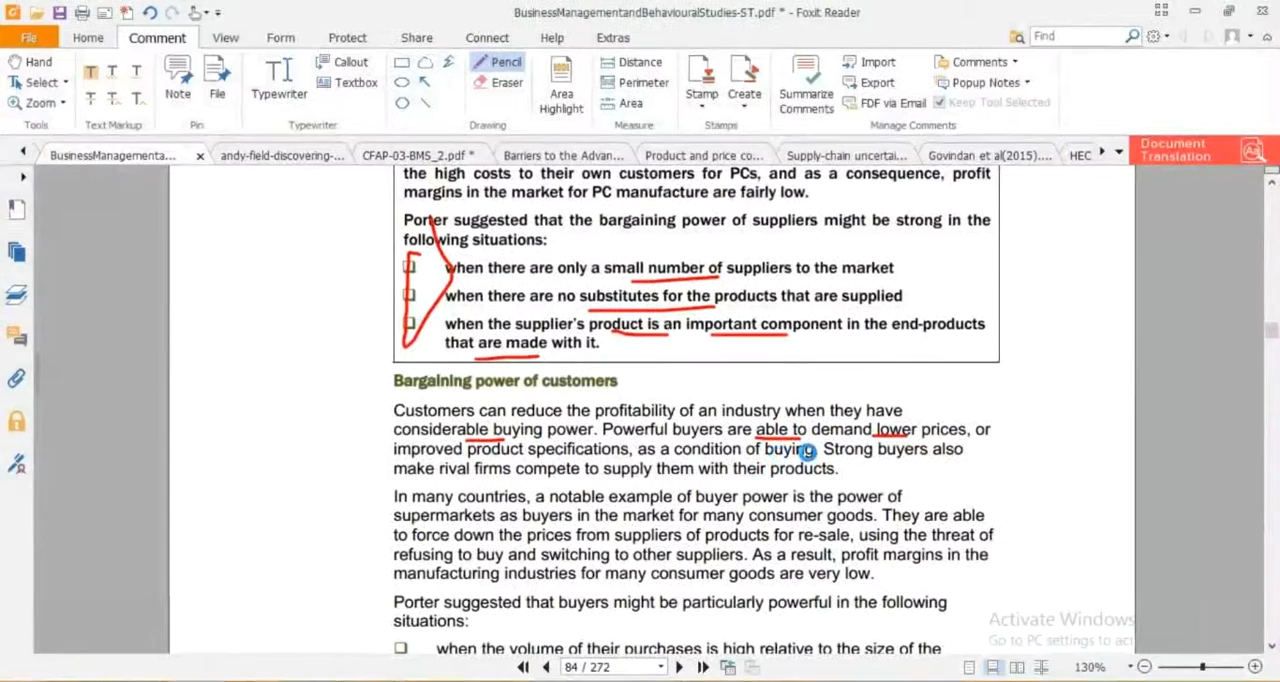 BusinessManagementandBehaviouralStudies-ST.pdf * - Foxit Reader
File Home Comment View Form Protect Share Connect Help Extras Find
Hand Select Zoom Tools
Text Markup
Note File Pin
Typewriter Callout Textbox Typewriter
Pencil Eraser Drawing
Area Highlight Distance Perimeter Area Measure
Stamp Create Stamps
Summarize Comments Import Export FDF via Email Comments Popup Notes Keep Tool Selected Manage Comments
BusinessManagementa... x andy-field-discovering-... CFAP-03-BMS_2.pdf * Barriers to the Advan... Product and price co... Supply-chain uncertai... Govindan et al(2015).... HEC
Document Translation
the high costs to their own customers for PCs, and as a consequence, profit
margins in the market for PC manufacture are fairly low.
Porter suggested that the bargaining power of suppliers might be strong in the
following situations:
when there are only a small number of suppliers to the market
when there are no substitutes for the products that are supplied
when the supplier's product is an important component in the end-products
that are made with it.
Bargaining power of customers
Customers can reduce the profitability of an industry when they have
considerable buying power. Powerful buyers are able to demand lower prices, or
improved product specifications, as a condition of buying. Strong buyers also
make rival firms compete to supply them with their products.
In many countries, a notable example of buyer power is the power of
supermarkets as buyers in the market for many consumer goods. They are able
to force down the prices from suppliers of products for re-sale, using the threat of
refusing to buy and switching to other suppliers. As a result, profit margins in the
manufacturing industries for many consumer goods are very low.
Porter suggested that buyers might be particularly powerful in the following
situations:
when the volume of their purchases is high relative to the size of the
Activate Windows
Go to PC settings to acti
84 / 272
130%